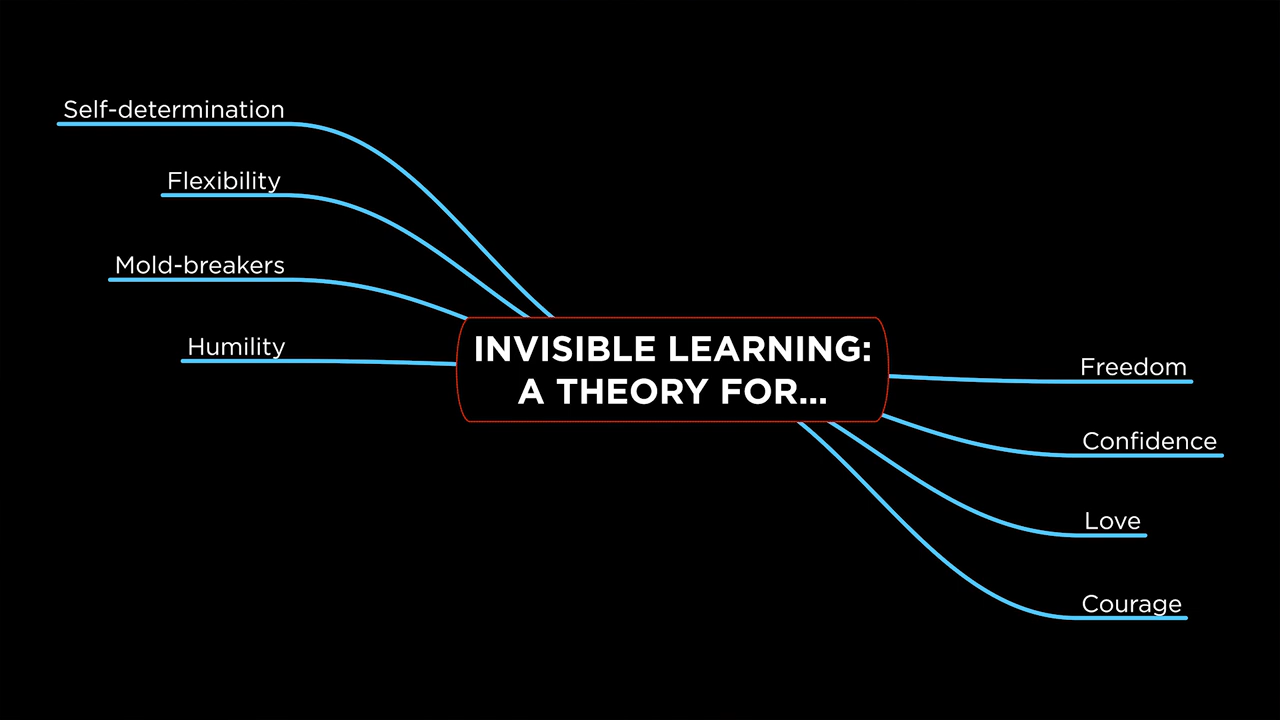 Self-determination
Flexibility
Mold-breakers
Humility
INVISIBLE LEARNING:
A THEORY FOR...
Freedom
Confidence
Love
Courage